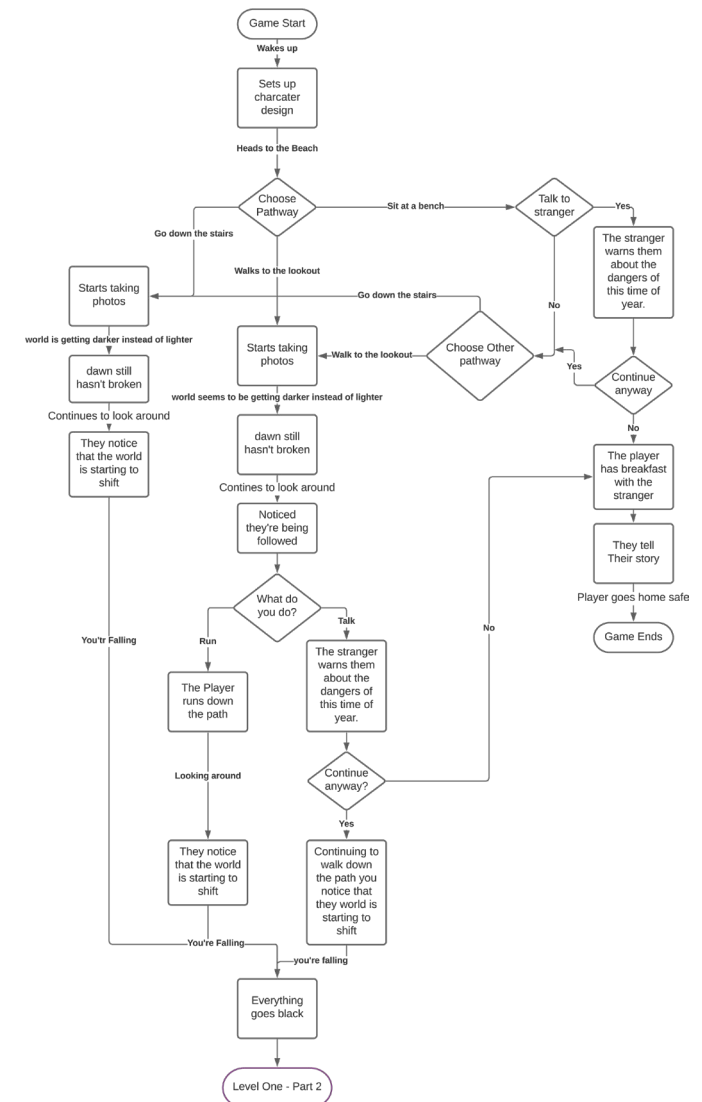 Game Start
Wakes up
Sets up
charcater
design
Heads to the Beach
Choose
Pathway
Sit at a bench
Talk to
stranger
Yes
Go down the stairs
The stranger
warns them
about the
dangers of
this time of
year.
Walks to the lookout
Starts taking
photos
Go down the stairs
No
world is getting darker instead of lighter
Starts taking
photos
Walk to the lookout
Choose Other
pathway
Yes
Continue
anyway
dawn still
hasn't broken
world seems to be getting darker instead of lighter
Continues to look around
No
They notice
that the world
is starting to
shift
dawn still
hasn't broken
The player
has breakfast
with the
stranger
Contines to look around
Noticed
they're being
followed
They tell
Their story
Player goes home safe
What do
you do?
Game Ends
You'tr Falling
Run
Talk
No
The stranger
warns them
about the
dangers of
this time of
year.
The Player
runs down
the path
Looking around
Continue
anyway?
Yes
They notice
that the world
is starting to
shift
Continuing to
walk down
the path you
notice that
they world is
starting to
shift
You're Falling
you're falling
Everything
goes black
Level One - Part 2